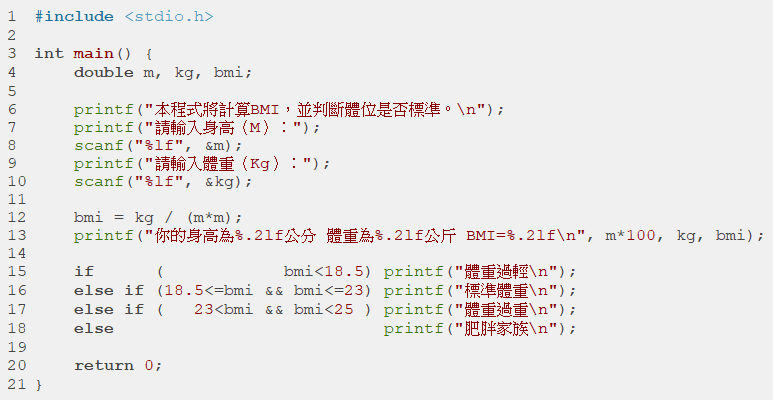 1 #include <stdio.h>
2
3 int main() {
4     double m, kg, bmi;
5
6     printf("本程式將計算BMI，並判斷體位是否標準。\n");
7     printf("請輸入身高（M）：");
8     scanf("%lf", &m);
9     printf("請輸入體重（Kg）：");
10     scanf("%lf", &kg);
11
12     bmi = kg / (m*m);
13     printf("你的身高為%.2lf公分 體重為%.2lf公斤 BMI=%.2lf\n", m*100, kg, bmi);
14
15     if      (            bmi<18.5) printf("體重過輕\n");
16     else if (18.5<=bmi && bmi<=23) printf("標準體重\n");
17     else if (   23<bmi && bmi<25 ) printf("體重過重\n");
18     else                           printf("肥胖家族\n");
19
20     return 0;
21 }